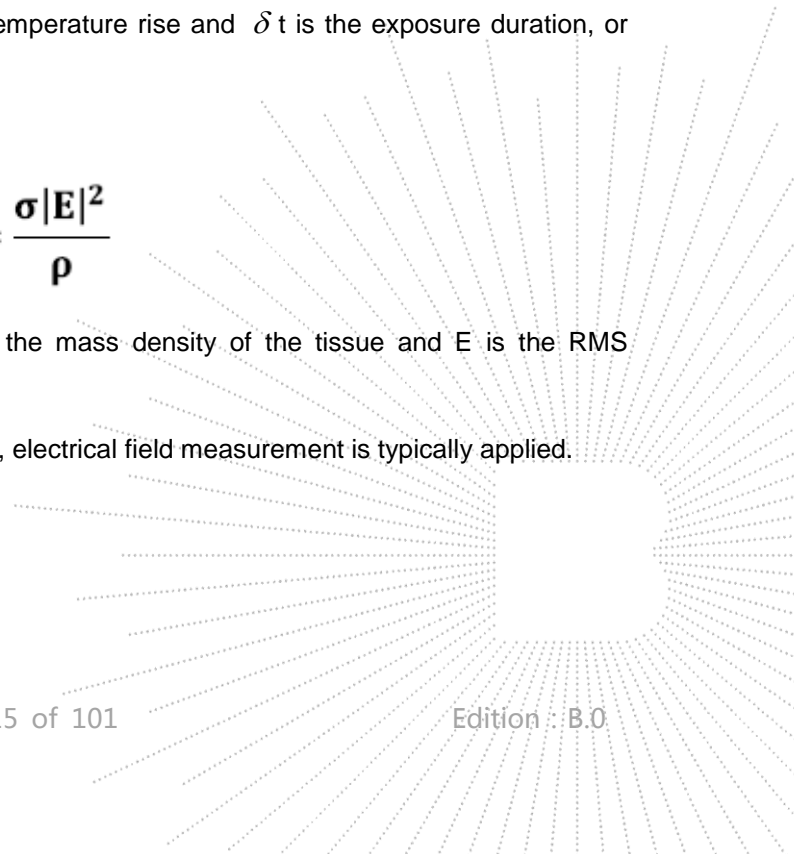 temperature rise and δ t is the exposure duration, or
σ|E|²
ρ
the mass density of the tissue and E is the RMS
, electrical field measurement is typically applied.
5 of 101 Edition : B.0